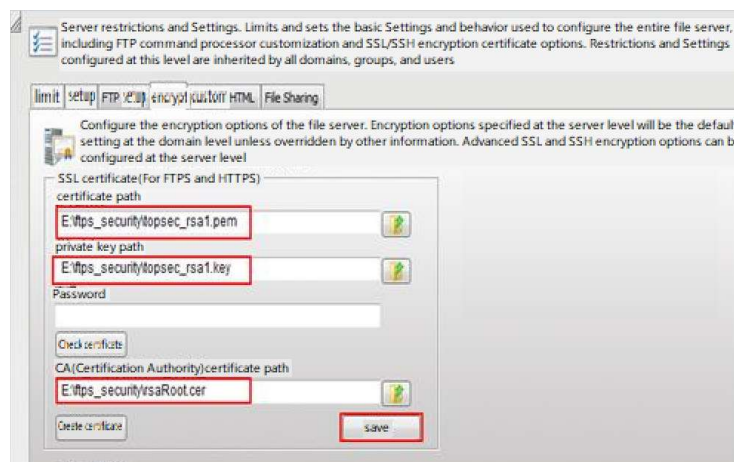 Server restrictions and Settings. Limits and sets the basic Settings and behavior used to configure the entire file server,
including FTP command processor customization and SSL/SSH encryption certificate options. Restrictions and Settings
configured at this level are inherited by all domains, groups, and users
limit setup FTP setup encrypt custom HTML File Sharing
Configure the encryption options of the file server. Encryption options specified at the server level will be the defaul
setting at the domain level unless overridden by other information. Advanced SSL and SSH encryption options can b
configured at the server level
SSL certificate(For FTPS and HTTPS)
certificate path
E:\ftps_security\topsec_rsa1.pem
private key path
E:\ftps_security\topsec_rsa1.key
Password
Check certificate
CA(Certification Authority)certificate path
E:\ftps_security\rsaRoot.cer
Create certificate save